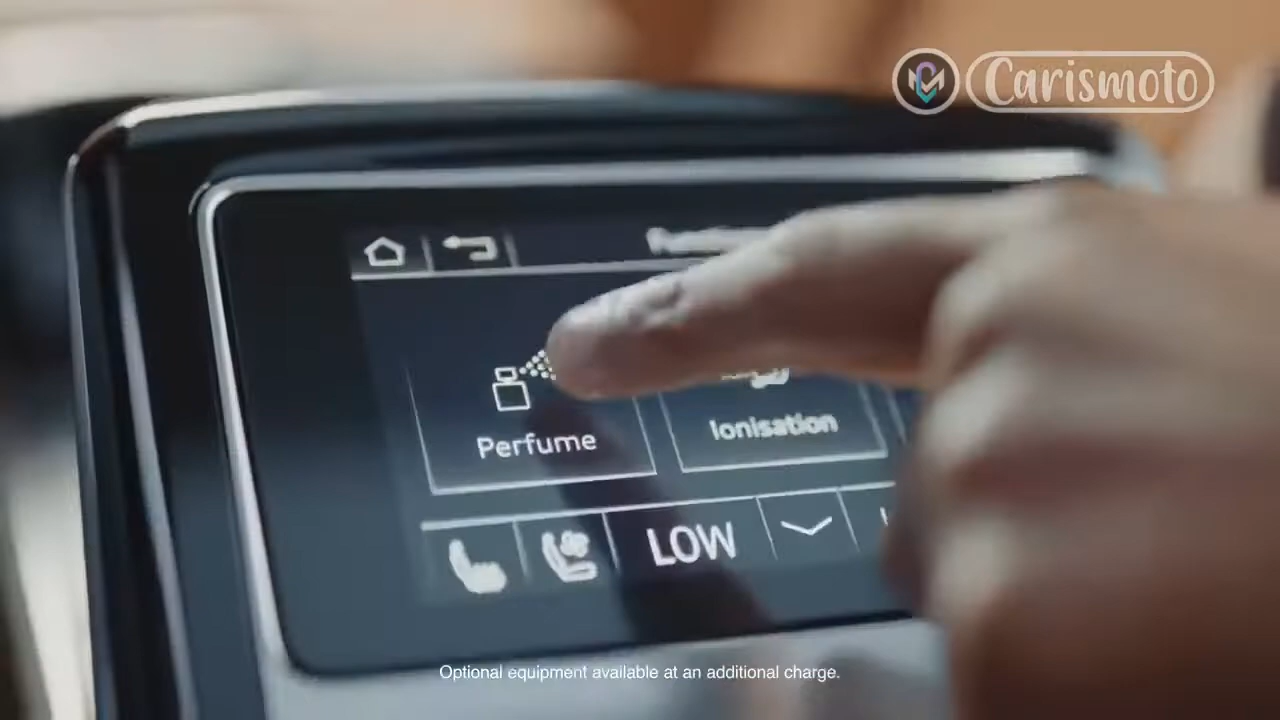 Carismoto
Perfume
Ionisation
LOW
Optional equipment available at an additional charge.